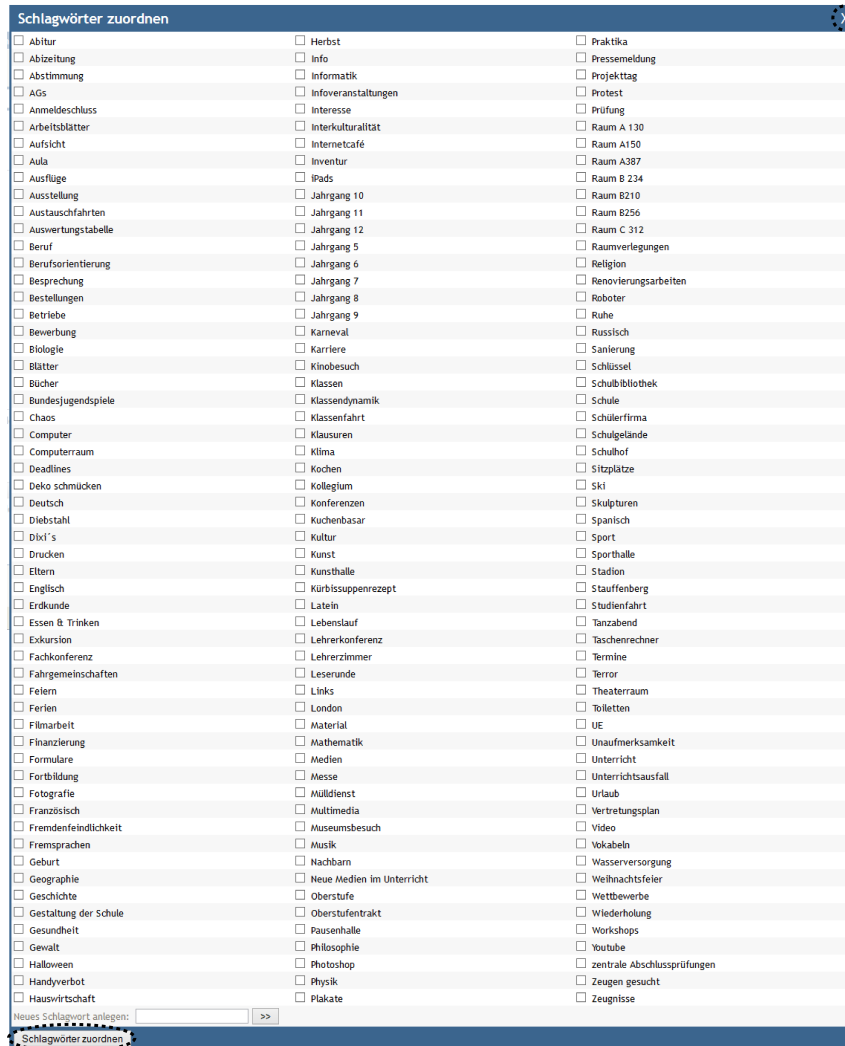 Schlagwörter zuordnen
X
Abitur
Abizeitung
Abstimmung
AGs
Anmeldeschluss
Arbeitsblätter
Aufsicht
Aula
Ausflüge
Ausstellung
Austauschfahrten
Auswertungstabelle
Beruf
Berufsorientierung
Besprechung
Bestellungen
Betriebe
Bewerbung
Biologie
Blätter
Bücher
Bundesjugendspiele
Chaos
Computer
Computerraum
Deadlines
Deko schmücken
Deutsch
Diebstahl
Dixi´s
Drucken
Eltern
Englisch
Erdkunde
Essen & Trinken
Exkursion
Fachkonferenz
Fahrgemeinschaften
Feiern
Ferien
Filmarbeit
Finanzierung
Formulare
Fortbildung
Fotografie
Französisch
Fremdenfeindlichkeit
Fremsprachen
Geburt
Geographie
Geschichte
Gestaltung der Schule
Gesundheit
Gewalt
Halloween
Handyverbot
Hauswirtschaft
Herbst
Info
Informatik
Infoveranstaltungen
Interesse
Interkulturalität
Internetcafé
Inventur
iPads
Jahrgang 10
Jahrgang 11
Jahrgang 12
Jahrgang 5
Jahrgang 6
Jahrgang 7
Jahrgang 8
Jahrgang 9
Karneval
Karriere
Kinobesuch
Klassen
Klassendynamik
Klassenfahrt
Klausuren
Klima
Kochen
Kollegium
Konferenzen
Kuchenbasar
Kultur
Kunst
Kunsthalle
Kürbissuppenrezept
Latein
Lebenslauf
Lehrerkonferenz
Lehrerzimmer
Leserunde
Links
London
Material
Mathematik
Medien
Messe
Mülldienst
Multimedia
Museumsbesuch
Musik
Nachbarn
Neue Medien im Unterricht
Oberstufe
Oberstufentrakt
Pausenhalle
Philosophie
Photoshop
Physik
Plakate
Praktika
Pressemeldung
Projekttag
Protest
Prüfung
Raum A 130
Raum A150
Raum A387
Raum B 234
Raum B210
Raum B256
Raum C 312
Raumverlegungen
Religion
Renovierungsarbeiten
Roboter
Ruhe
Russisch
Sanierung
Schlüssel
Schulbibliothek
Schule
Schülerfirma
Schulgelände
Schulhof
Sitzplätze
Ski
Skulpturen
Spanisch
Sport
Sporthalle
Stadion
Stauffenberg
Studienfahrt
Tanzabend
Taschenrechner
Termine
Terror
Theaterraum
Toiletten
UE
Unaufmerksamkeit
Unterricht
Unterrichtsausfall
Urlaub
Vertretungsplan
Video
Vokabeln
Wasserversorgung
Weihnachtsfeier
Wettbewerbe
Wiederholung
Workshops
Youtube
zentrale Abschlussprüfungen
Zeugen gesucht
Zeugnisse
Neues Schlagwort anlegen: >>
Schlagwörter zuordnen